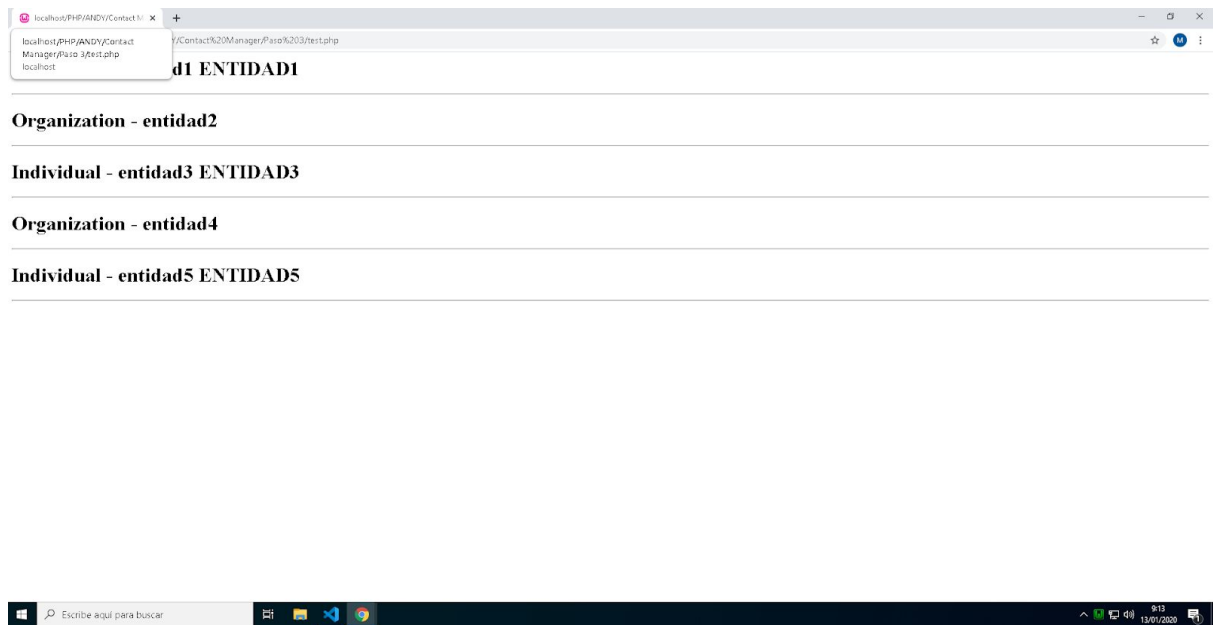 localhost/PHP/ANDY/Contact M
localhost/PHP/ANDY/Contact
Manager/Paso 3/test.php
localhost
/Contact%20Manager/Paso%203/test.php
M
d1 ENTIDAD1
Organization - entidad2
Individual - entidad3 ENTIDAD3
Organization - entidad4
Individual - entidad5 ENTIDAD5
Escribe aquí para buscar
9:13
13/01/2020